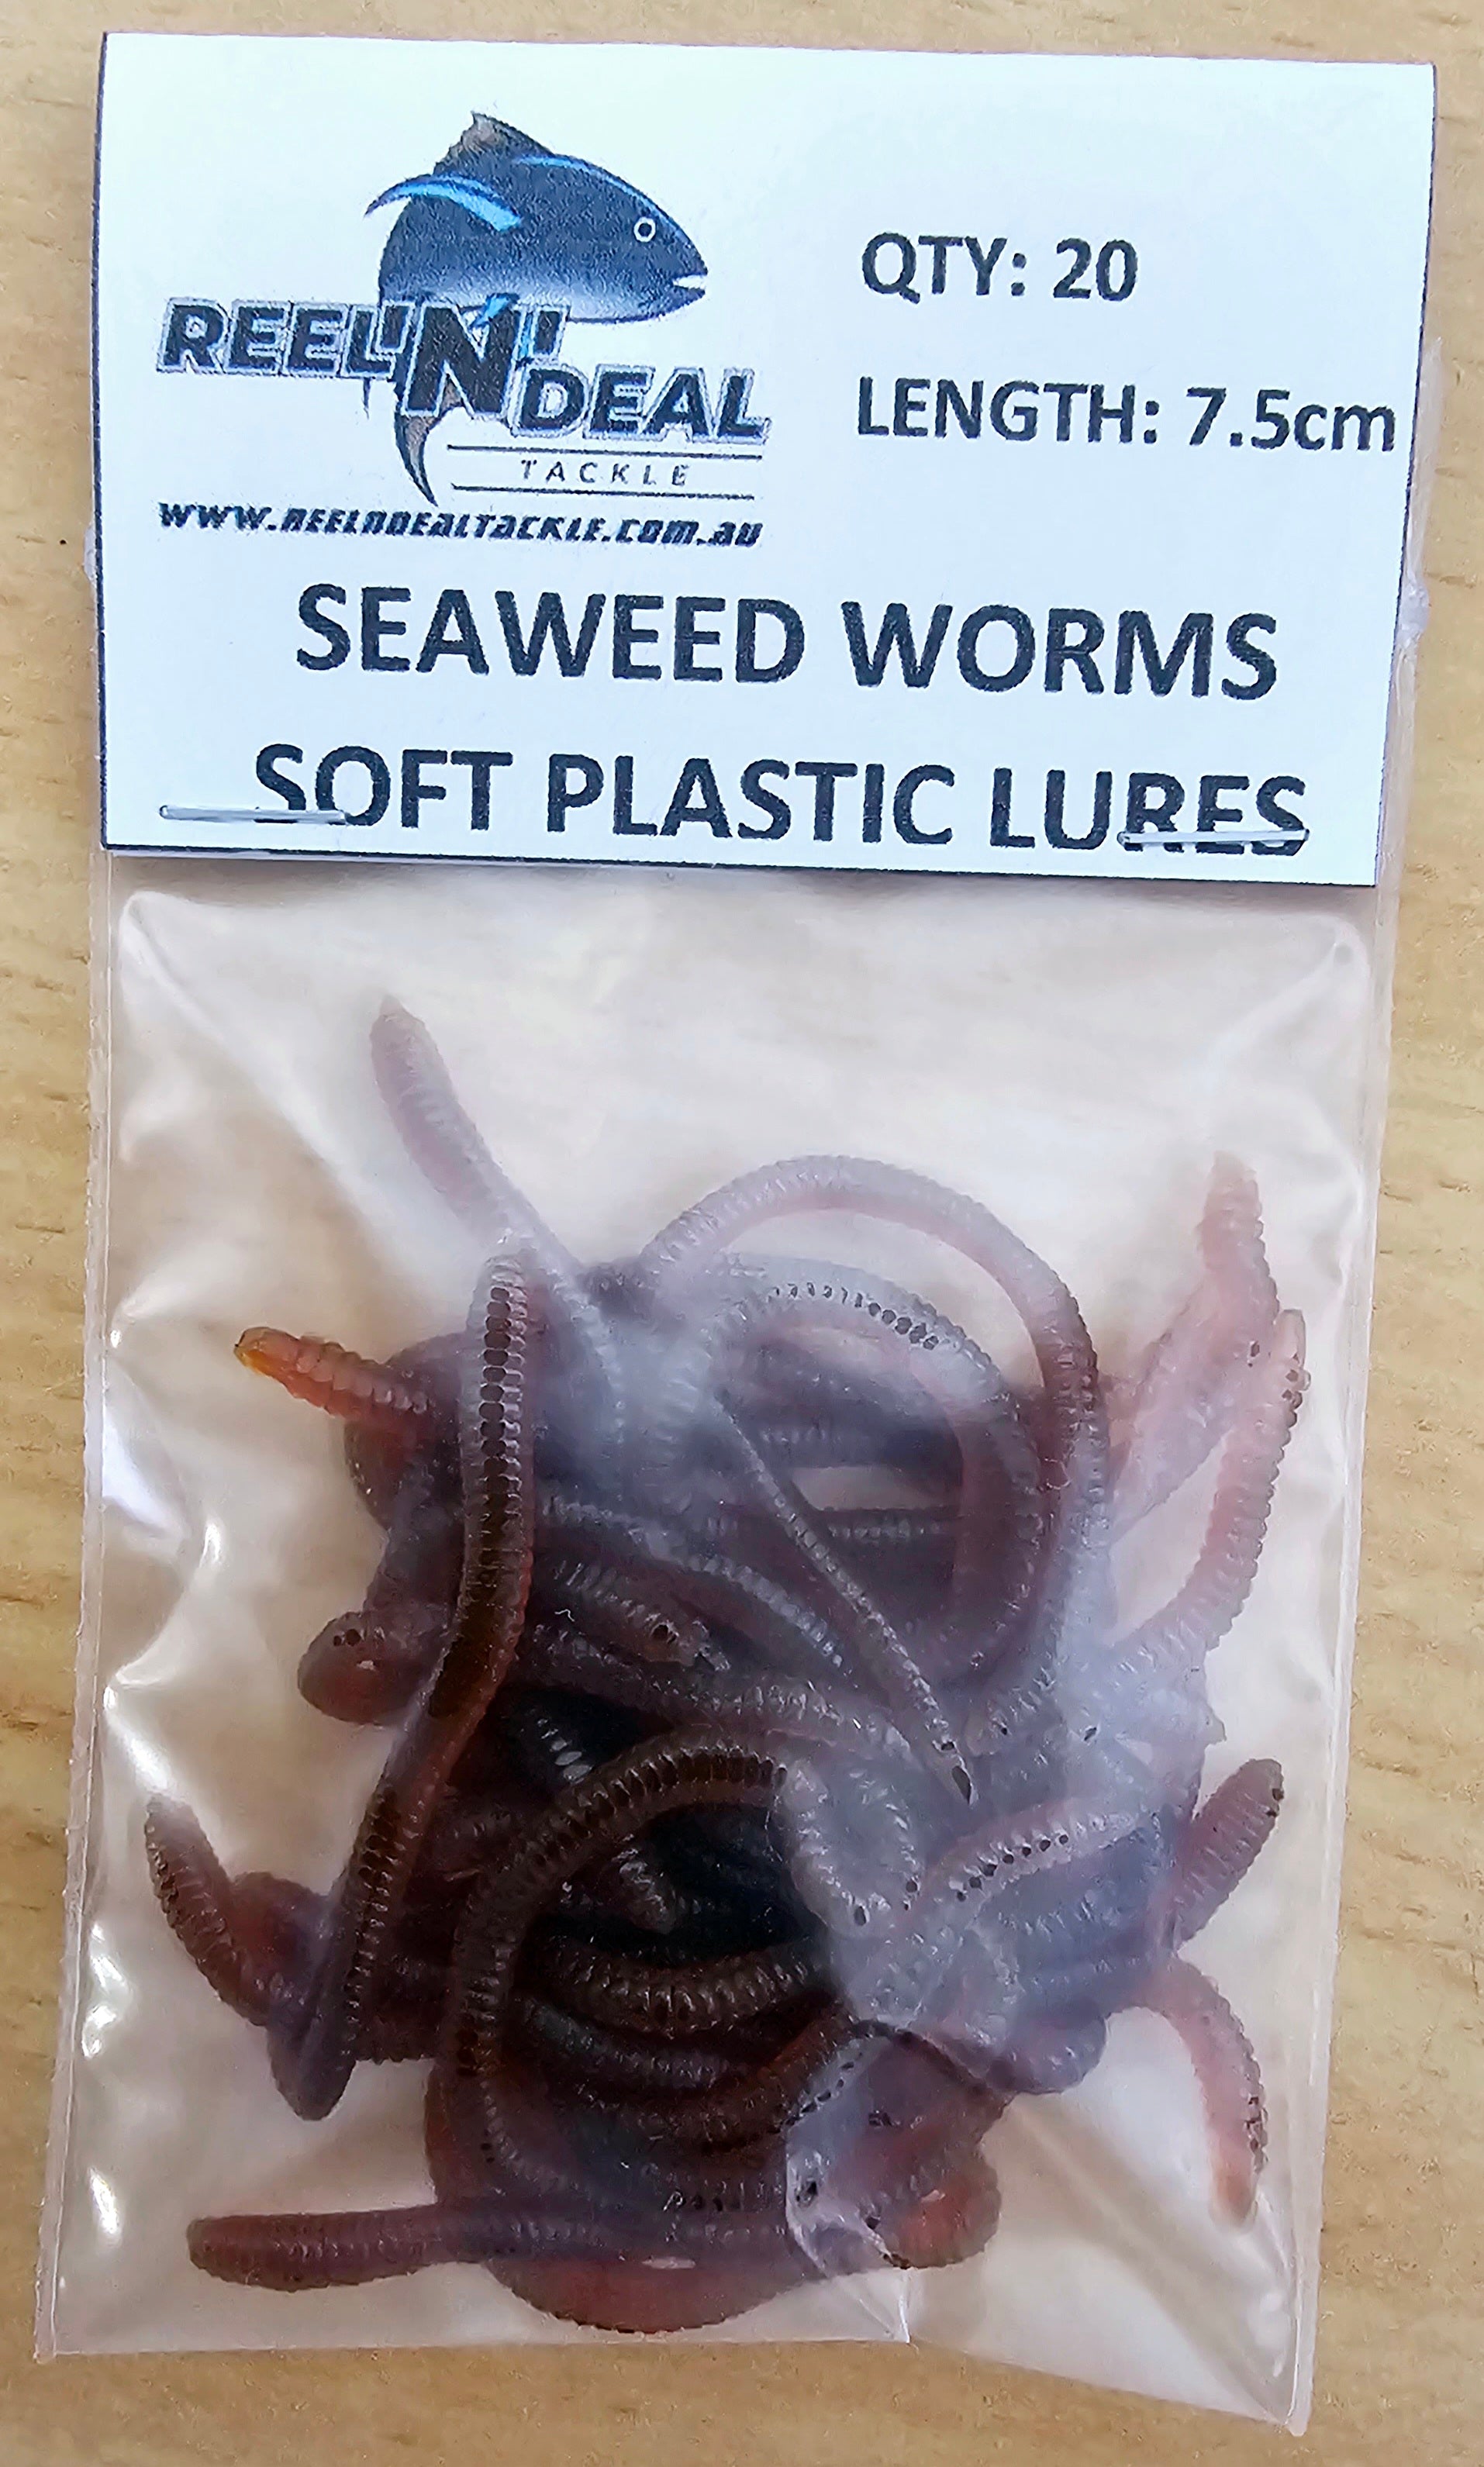 REEL'N'DEAL
TACKLE
www.REELNDEALTACKLE.com.au
QTY: 20
LENGTH: 7.5cm
SEAWEED WORMS
SOFT PLASTIC LURES